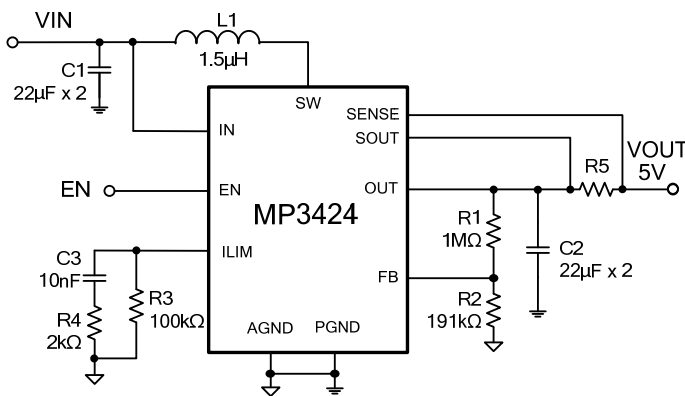 VIN
L1
1.5µH
C1
22µF x 2
SW
SENSE
SOUT
IN
VOUT
5V
R5
EN
EN
OUT
MP3424
R1
1MΩ
C2
22µF x 2
ILIM
FB
C3
10nF
R3
100kΩ
R4
2kΩ
R2
191kΩ
AGND
PGND